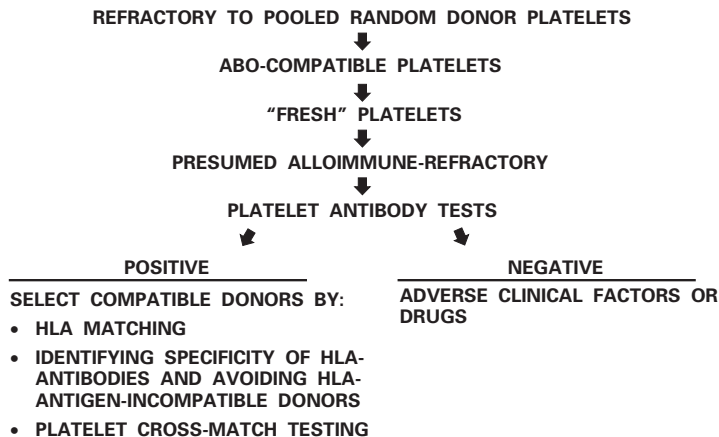 REFRACTORY TO POOLED RANDOM DONOR PLATELETS
ABO-COMPATIBLE PLATELETS
“FRESH” PLATELETS
PRESUMED ALLOIMMUNE-REFRACTORY
PLATELET ANTIBODY TESTS
POSITIVE
SELECT COMPATIBLE DONORS BY:
• HLA MATCHING
• IDENTIFYING SPECIFICITY OF HLA-
ANTIBODIES AND AVOIDING HLA-
ANTIGEN-INCOMPATIBLE DONORS
• PLATELET CROSS-MATCH TESTING
NEGATIVE
ADVERSE CLINICAL FACTORS OR
DRUGS